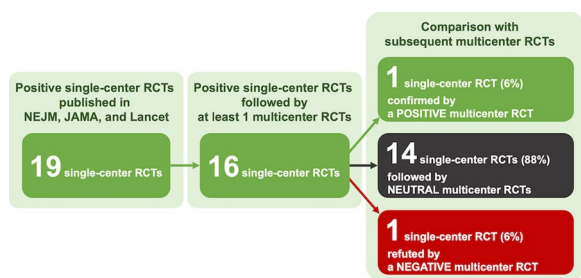 Positive single-center RCTs
published in
NEJM, JAMA, and Lancet
19 single-center RCTs
Positive single-center RCTs
followed by
at least 1 multicenter RCTs
16 single-center RCTs
Comparison with
subsequent multicenter RCTs
1 single-center RCT (6%)
confirmed by
a POSITIVE multicenter RCT
14 single-center RCTs (88%)
followed by
NEUTRAL multicenter RCTs
1 single-center RCT (6%)
refuted by
a NEGATIVE multicenter RCT